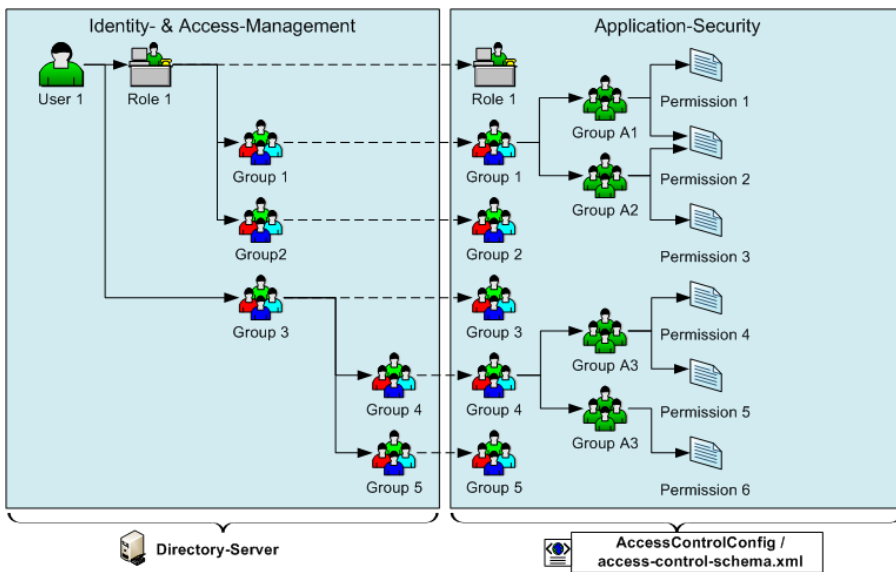 Identity- & Access-Management
Application-Security
User 1
Role 1
Role 1
Permission 1
Group A1
Group 1
Group 1
Permission 2
Group A2
Group2
Group 2
Permission 3
Group 3
Group 3
Permission 4
Group A3
Group 4
Group 4
Permission 5
Group A3
Group 5
Group 5
Permission 6
Directory-Server
AccessControlConfig /
access-control-schema.xml